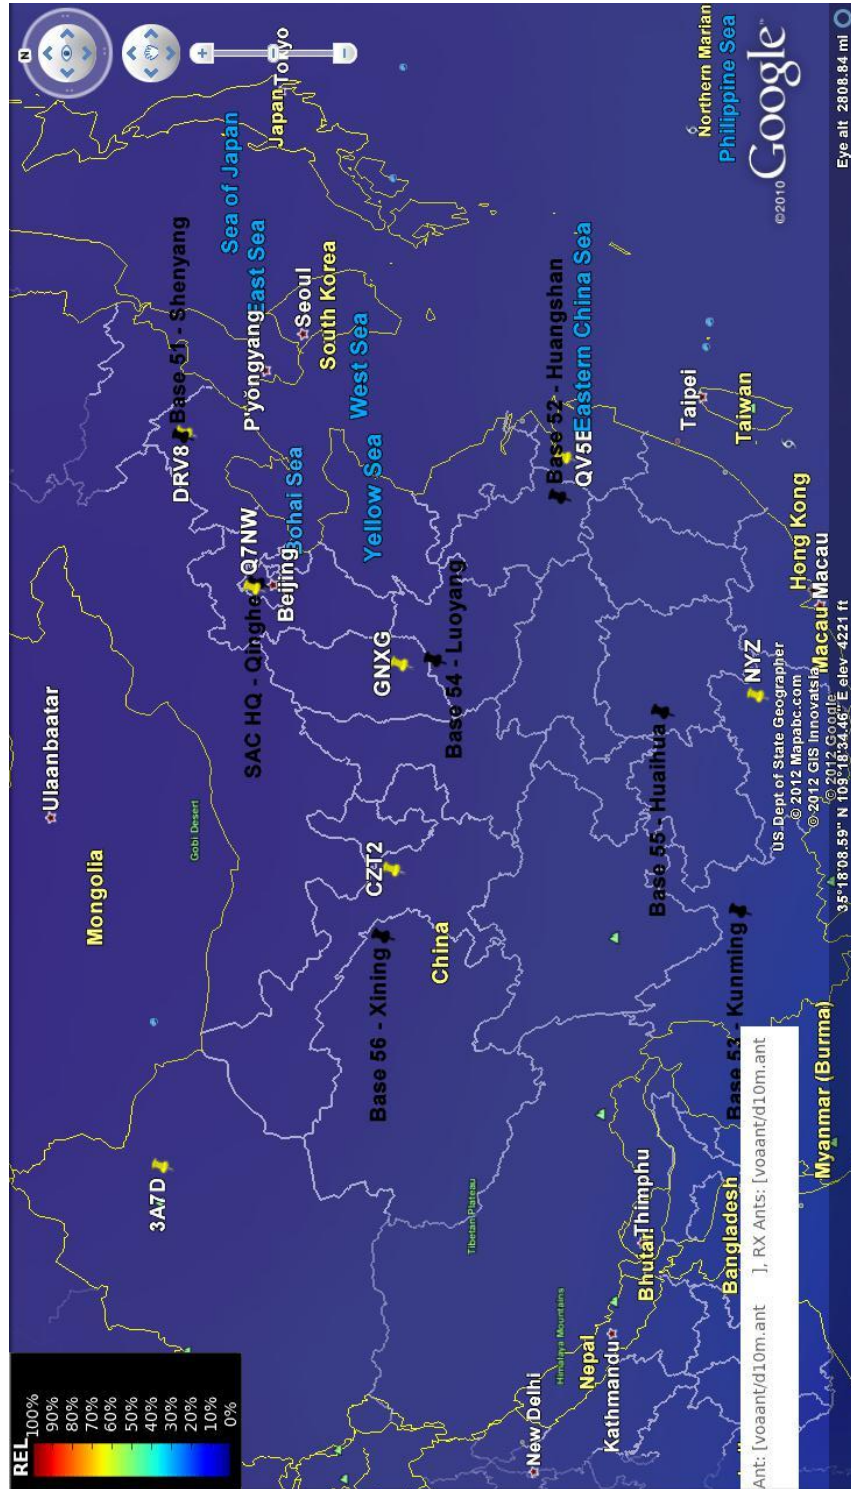 REL
100%
90%
80%
70%
60%
50%
40%
30%
20%
10%
0%
N
Ulaanbaatar
Mongolia
Gobi Desert
3A7D
DRV8
Base 51 - Shenyang
Sea of Japan
East Sea
Japan
Tokyo
P'yŏngyang
Seoul
South Korea
SAC HQ - Qinghe
Q7NW
Beijing
Bohai Sea
West Sea
Yellow Sea
CZT2
GNXG
Base 56 - Xining
China
Base 54 - Luoyang
Tibetan Plateau
Himalaya Mountains
New Delhi
Nepal
Kathmandu
Bhutan
Thimphu
Bangladesh
Base 52 - Huangshan
QV5E
Eastern China Sea
Base 55 - Huaihua
Base 53 - Kunming
NYZ
Taipei
Taiwan
Hong Kong
Macau
Macau
Myanmar (Burma)
Northern Marian
Philippine Sea
Ant: [voaant/d10m.ant ], RX Ants: [voaant/d10m.ant
US Dept of State Geographer
© 2012 Mapabc.com
© 2012 GIS Innovatsia
© 2012 Google
©2010 Google™
35°18'08.59" N 109°18'34.46" E elev 4221 ft
Eye alt 2808.84 mi